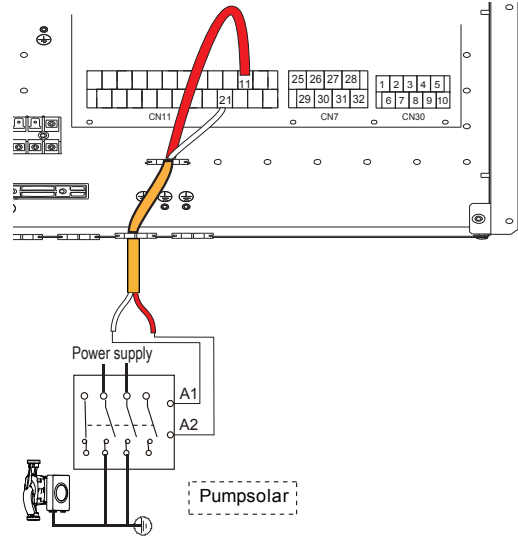 11
25 26 27 28
1 2 3 4 5
21
29 30 31 32
6 7 8 9 10
CN11
CN7
CN30
Power supply
A1
A2
Pumpsolar